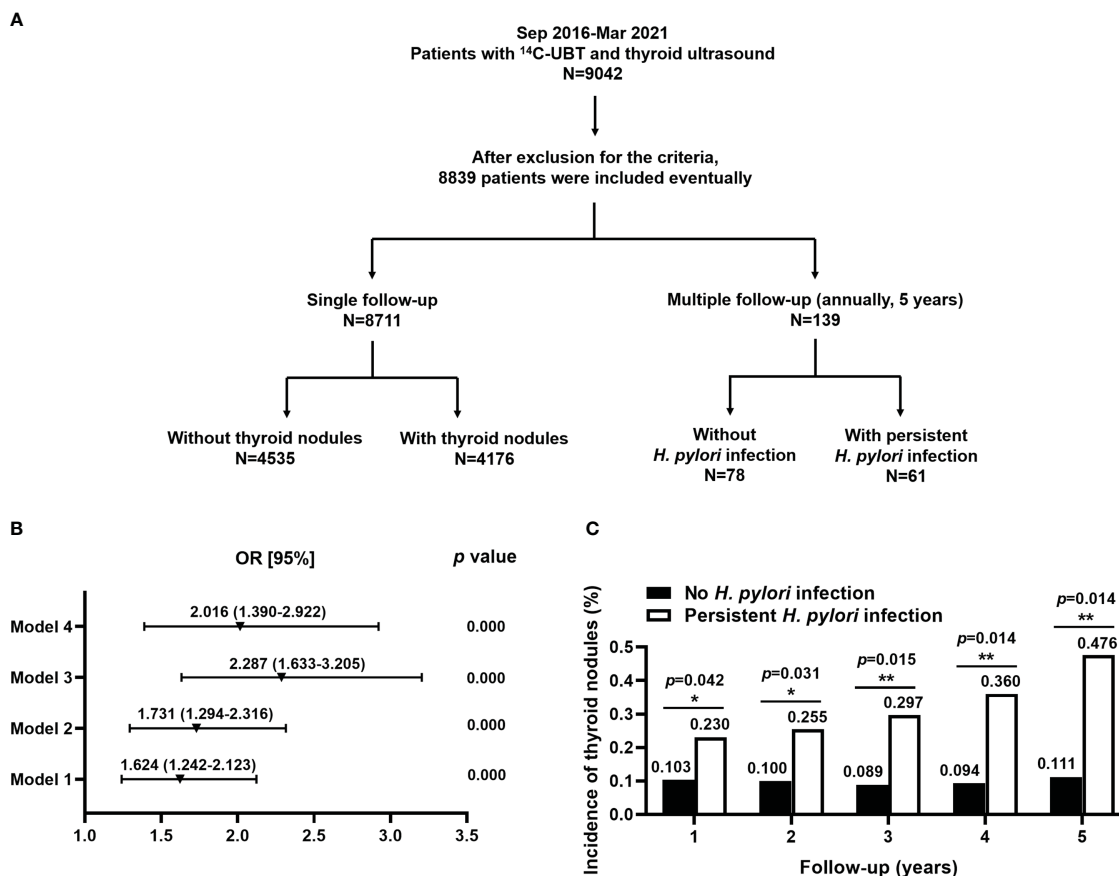 A
Sep 2016-Mar 2021
Patients with ¹⁴C-UBT and thyroid ultrasound
N=9042
After exclusion for the criteria,
8839 patients were included eventually
Single follow-up
N=8711
Multiple follow-up (annually, 5 years)
N=139
Without thyroid nodules
N=4535
With thyroid nodules
N=4176
Without
H. pylori infection)
N=78
With persistent
H. pylori infection
N=61
B
OR [95%]
p value
Model 4
2.016 (1.390-2.922)
0.000
Model 3
2.287 (1.633-3.205)
0.000
Model 2
1.731 (1.294-2.316)
0.000
Model 1
1.624 (1.242-2.123)
0.000
1.0 1.5 2.0 2.5 3.0 3.5
C
No H. pylori infection
Persistent H. pylori infection
Incidence of thyroid nodules (%)
0.5
0.4
0.3
0.2
0.1
0.0
p=0.042
*
0.103
0.230
p=0.031
*
0.100
0.255
p=0.015
**
0.089
0.297
p=0.014
**
0.094
0.360
p=0.014
**
0.111
0.476
1 2 3 4 5
Follow-up (years)